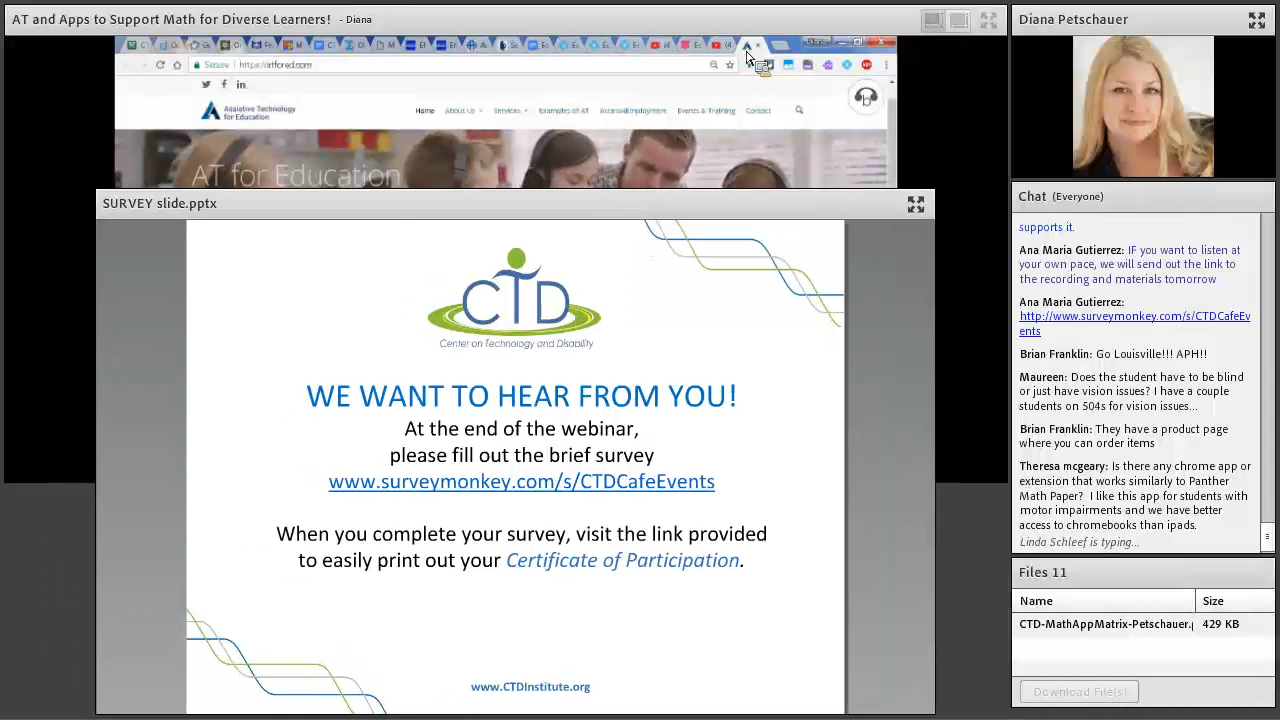 AT and Apps to Support Math for Diverse Learners! - Diana
Secure https://atfored.com
Assistive Technology
for Education
Home About Us Services Examples of AT Access4Employment Events & Training Contact
AT for Education
SURVEY slide.pptx
CTD
Center on Technology and Disability
WE WANT TO HEAR FROM YOU!
At the end of the webinar,
please fill out the brief survey
www.surveymonkey.com/s/CTDCafeEvents
When you complete your survey, visit the link provided
to easily print out your Certificate of Participation.
www.CTDInstitute.org
Diana Petschauer
Chat (Everyone)
supports it.
Ana Maria Gutierrez: IF you want to listen at
your own pace, we will send out the link to
the recording and materials tomorrow
Ana Maria Gutierrez:
http://www.surveymonkey.com/s/CTDCafeEv
ents
Brian Franklin: Go Louisville!!! APH!!
Maureen: Does the student have to be blind
or just have vision issues? I have a couple
students on 504s for vision issues...
Brian Franklin: They have a product page
where you can order items
Theresa mcgeary: Is there any chrome app or
extension that works similarly to Panther
Math Paper? I like this app for students with
motor impairments and we have better
access to chromebooks than ipads.
Linda Schleef is typing...
Files 11
Name Size
CTD-MathAppMatrix-Petschauer.p 429 KB
Download File(s)